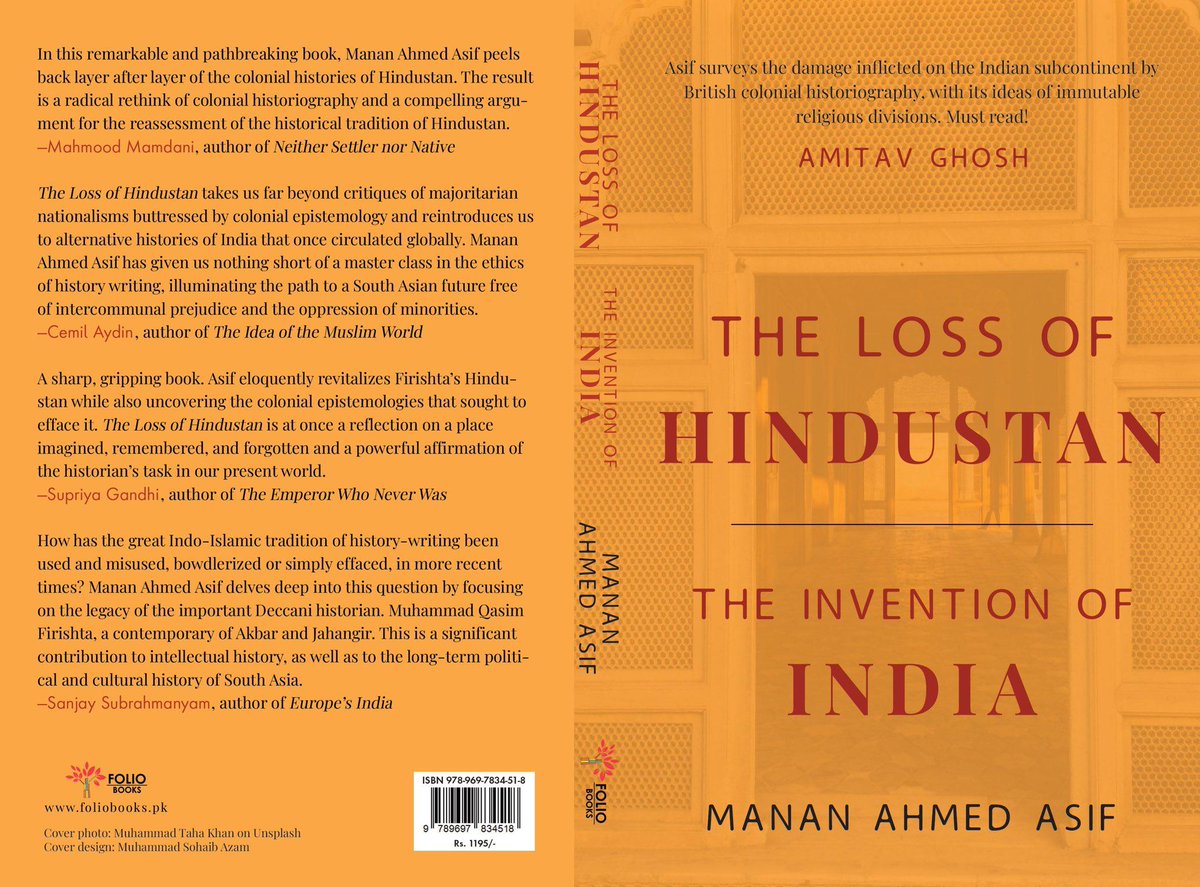 In this remarkable and pathbreaking book, Manan Ahmed Asif peels
back layer after layer of the colonial histories of Hindustan. The result
is a radical rethink of colonial historiography and a compelling argu-
ment for the reassessment of the historical tradition of Hindustan.
—Mahmood Mamdani, author of Neither Settler nor Native
The Loss of Hindustan takes us far beyond critiques of majoritarian
nationalisms buttressed by colonial epistemology and reintroduces us
to alternative histories of India that once circulated globally. Manan
Ahmed Asif has given us nothing short of a master class in the ethics
of history writing, illuminating the path to a South Asian future free
of intercommunal prejudice and the oppression of minorities.
—Cemil Aydin, author of The Idea of the Muslim World
A sharp, gripping book. Asif eloquently revitalizes Firishta's Hindu-
stan while also uncovering the colonial epistemologies that sought to
efface it. The Loss of Hindustan is at once a reflection on a place
imagined, remembered, and forgotten and a powerful affirmation of
the historian's task in our present world.
—Supriya Gandhi, author of The Emperor Who Never Was
How has the great Indo-Islamic tradition of history-writing been
used and misused, bowdlerized or simply effaced, in more recent
times? Manan Ahmed Asif delves deep into this question by focusing
on the legacy of the important Deccani historian. Muhammad Qasim
Firishta, a contemporary of Akbar and Jahangir. This is a significant
contribution to intellectual history, as well as to the long-term politi-
cal and cultural history of South Asia.
—Sanjay Subrahmanyam, author of Europe's India
FOLIO
BOOKS
www.foliobooks.pk
Cover photo: Muhammad Taha Khan on Unsplash
Cover design: Muhammad Sohaib Azam
ISBN 978-969-7834-51-8
9 789697 834518
Rs. 1195/-
THE LOSS OF
HINDUSTAN
THE INVENTION OF
INDIA
MANAN
AHMED ASIF
FOLIO
BOOKS
Asif surveys the damage inflicted on the Indian subcontinent by
British colonial historiography, with its ideas of immutable
religious divisions. Must read!
AMITAV GHOSH
THE LOSS OF
HINDUSTAN
THE INVENTION OF
INDIA
MANAN AHMED ASIF